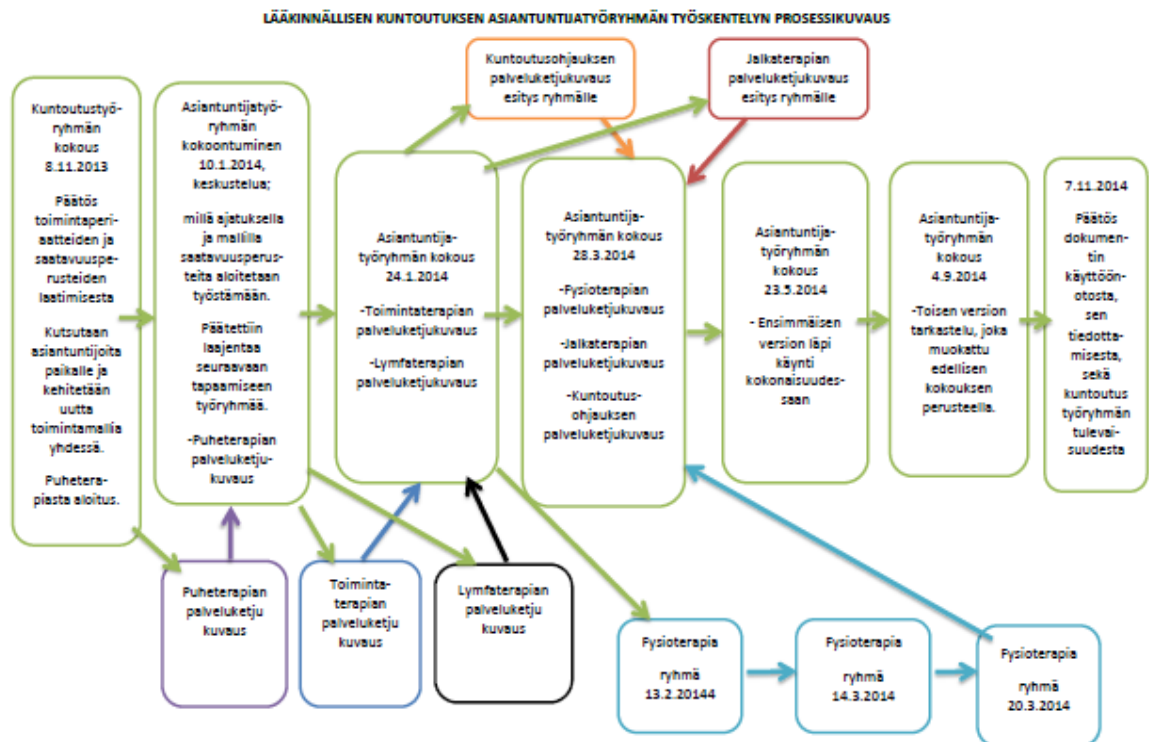 LÄÄKINNÄLLISEN KUNTOUTUKSEN ASIANTUNTIJATYÖRYHMÄN TYÖSKENTELYN PROSESSIKUVAUS
Kuntoutusohjauksen
palveluketjukuvaus
esitys ryhmälle
Jalkaterapian
palveluketjukuvaus
esitys ryhmälle
Kuntoutustyö-
ryhmän
kokous
8.11.2013
Päätös
toimintaperi-
aatteiden ja
saatavuuspe-
rusteiden
laatimisesta
Kutsutaan
asiantuntijoita
paikalle ja
kehitetään
uutta
toimintamallia
yhdessä.
Puhetera-
piasta aloitus.
Asiantuntijatyö-
ryhmän
kokoontuminen
10.1.2014,
keskustelua;
millä ajatuksella
ja mallilla
saatavuusperus-
teita aloitetaan
työstämään.
Päätettiin
laajentaa
seuraavaan
tapaamiseen
työryhmää.
-Puheterapian
palveluketju-
kuvaus
Asiantuntija-
työryhmän kokous
24.1.2014
-Toimintaterapian
palveluketjukuvaus
-Lymfaterapian
palveluketjukuvaus
Asiantuntija-
työryhmän kokous
28.3.2014
-Fysioterapian
palveluketjukuvaus
-Jalkaterapian
palveluketjukuvaus
-Kuntoutus-
ohjauksen
palveluketjukuvaus
Asiantuntija-
työryhmän
kokous
23.5.2014
- Ensimmäisen
version läpi
käynti
kokonaisuudes-
saan
Asiantuntija-
työryhmän
kokous
4.9.2014
-Toisen version
tarkastelu, joka
muokattu
edellisen
kokouksen
perusteella.
7.11.2014
Päätös
dokumen-
tin
käyttöön-
otosta,
sen
tiedotta-
misesta,
sekä
kuntoutus
työryhmän
tulevai-
suudesta
Puheterapian
palveluketju
kuvaus
Toiminta-
terapian
palveluketju
kuvaus
Lymfaterapian
palveluketju
kuvaus
Fysioterapia
ryhmä
13.2.20144
Fysioterapia
ryhmä
14.3.2014
Fysioterapia
ryhmä
20.3.2014